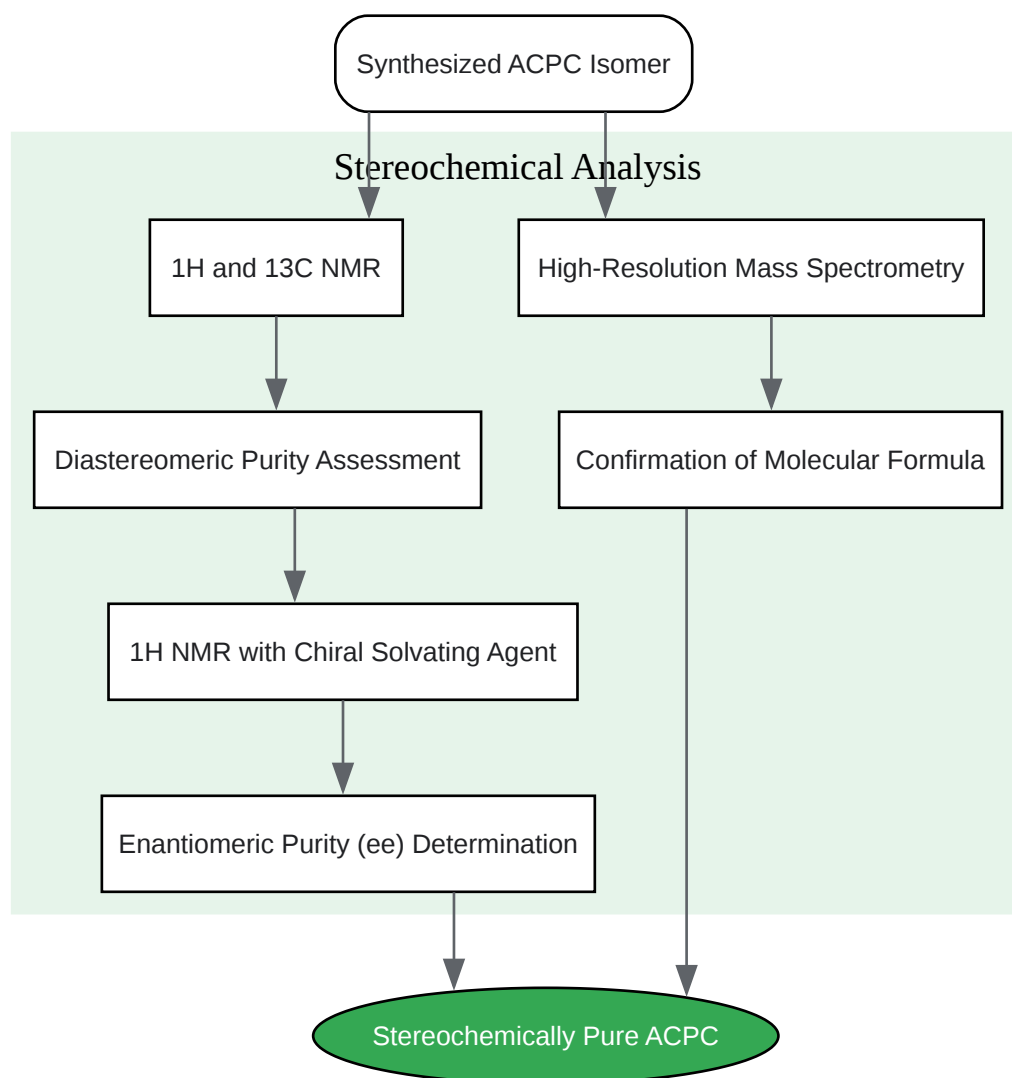 Synthesized ACPC Isomer
Stereochemical Analysis
1H and 13C NMR
High-Resolution Mass Spectrometry
Diastereomeric Purity Assessment
Confirmation of Molecular Formula
1H NMR with Chiral Solvating Agent
Enantiomeric Purity (ee) Determination
Stereochemically Pure ACPC